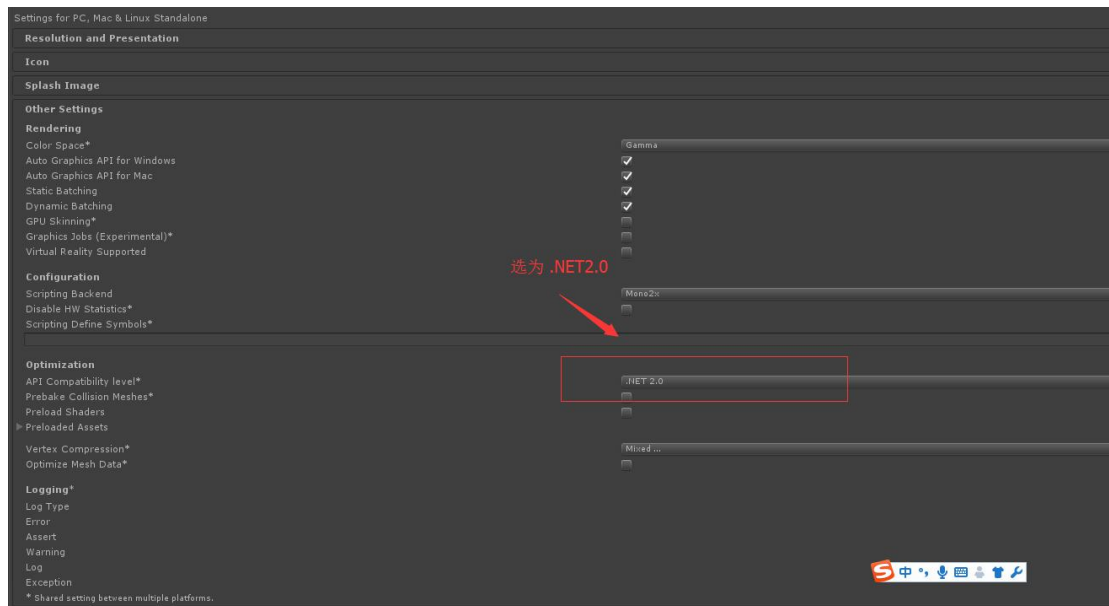 Settings for PC, Mac & Linux Standalone
Resolution and Presentation
Icon
Splash Image
Other Settings
Rendering
Color Space* Gamma
Auto Graphics API for Windows
Auto Graphics API for Mac
Static Batching
Dynamic Batching
GPU Skinning*
Graphics Jobs (Experimental)*
Virtual Reality Supported
选为 .NET2.0
Configuration
Scripting Backend Mono2x
Disable HW Statistics*
Scripting Define Symbols*
Optimization
API Compatibility level* .NET 2.0
Prebake Collision Meshes*
Preload Shaders
Preloaded Assets
Vertex Compression* Mixed ...
Optimize Mesh Data*
Logging*
Log Type
Error
Assert
Warning
Log
Exception
* Shared setting between multiple platforms.
S 中 °,